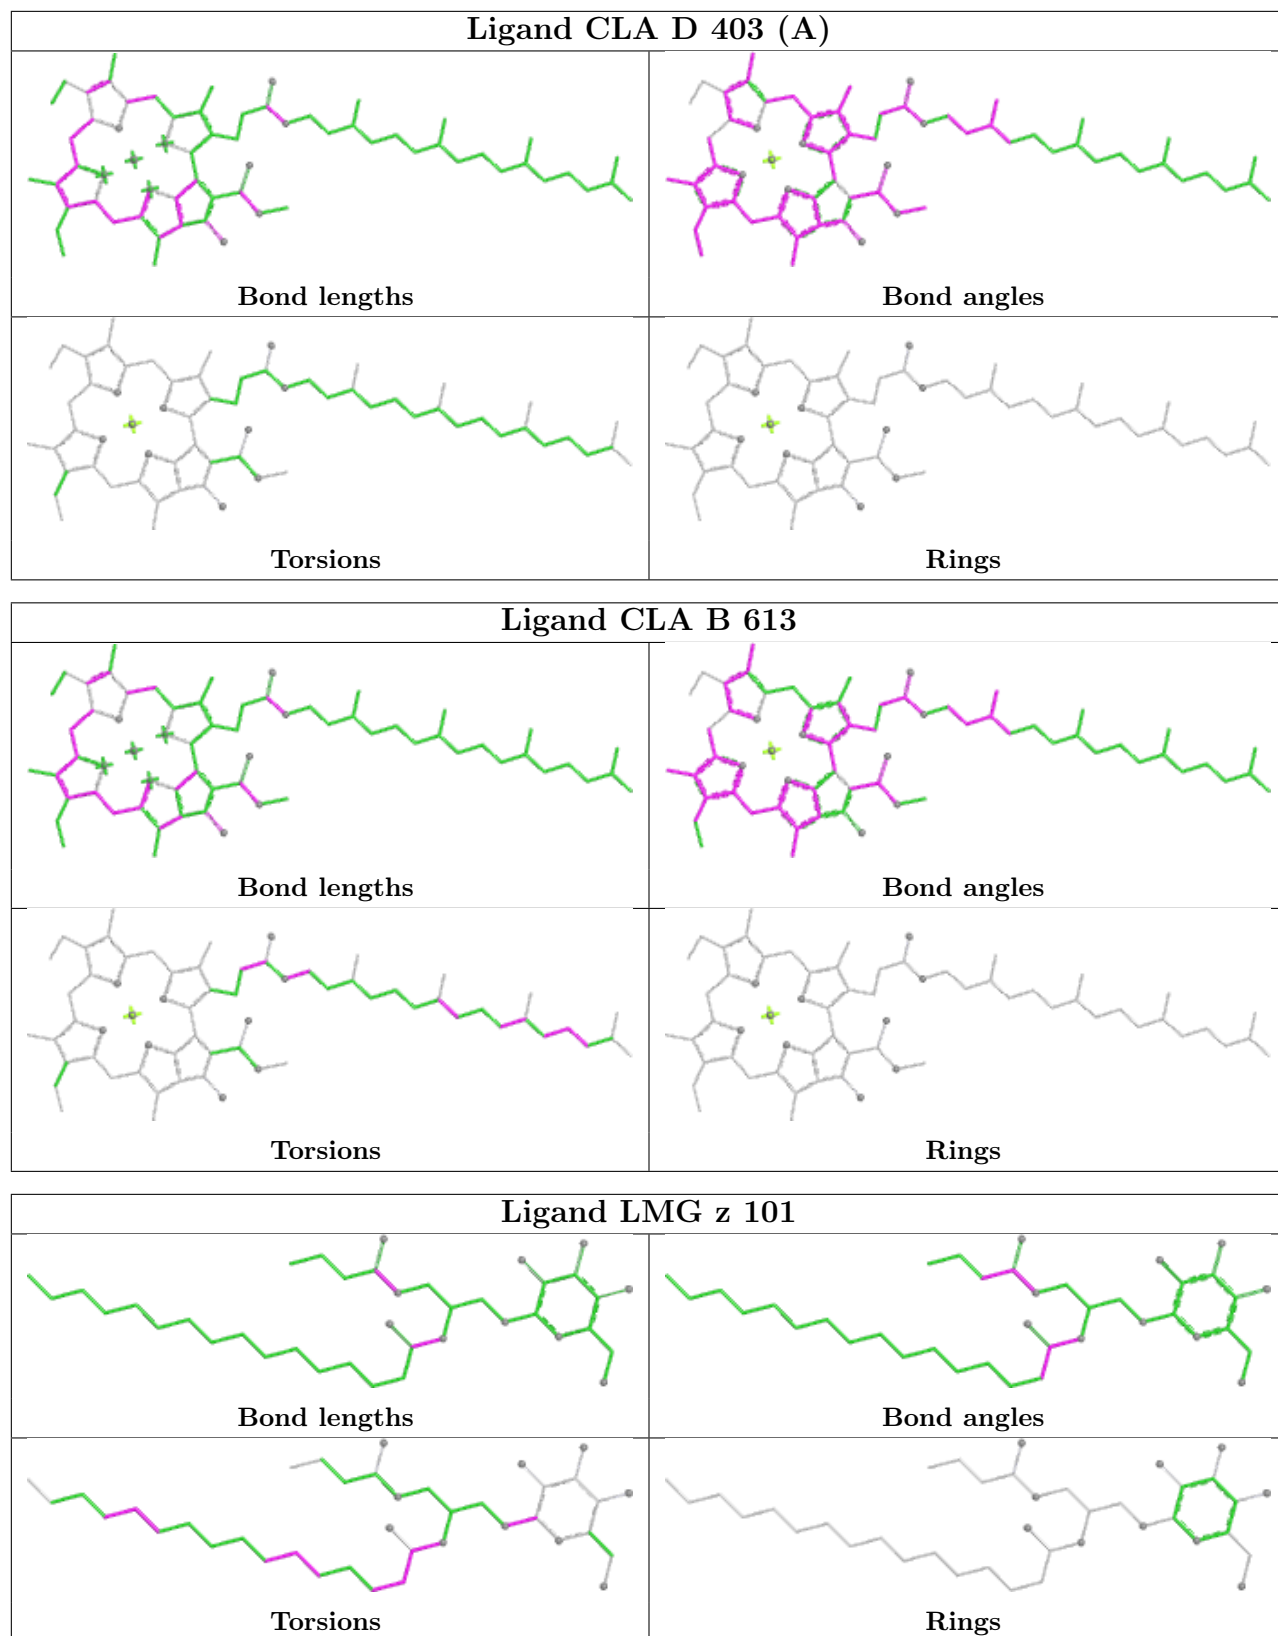 Ligand CLA D 403 (A)
Bond lengths
Bond angles
Torsions
Rings
Ligand CLA B 613
Bond lengths
Bond angles
Torsions
Rings
Ligand LMG z 101
Bond lengths
Bond angles
Torsions
Rings